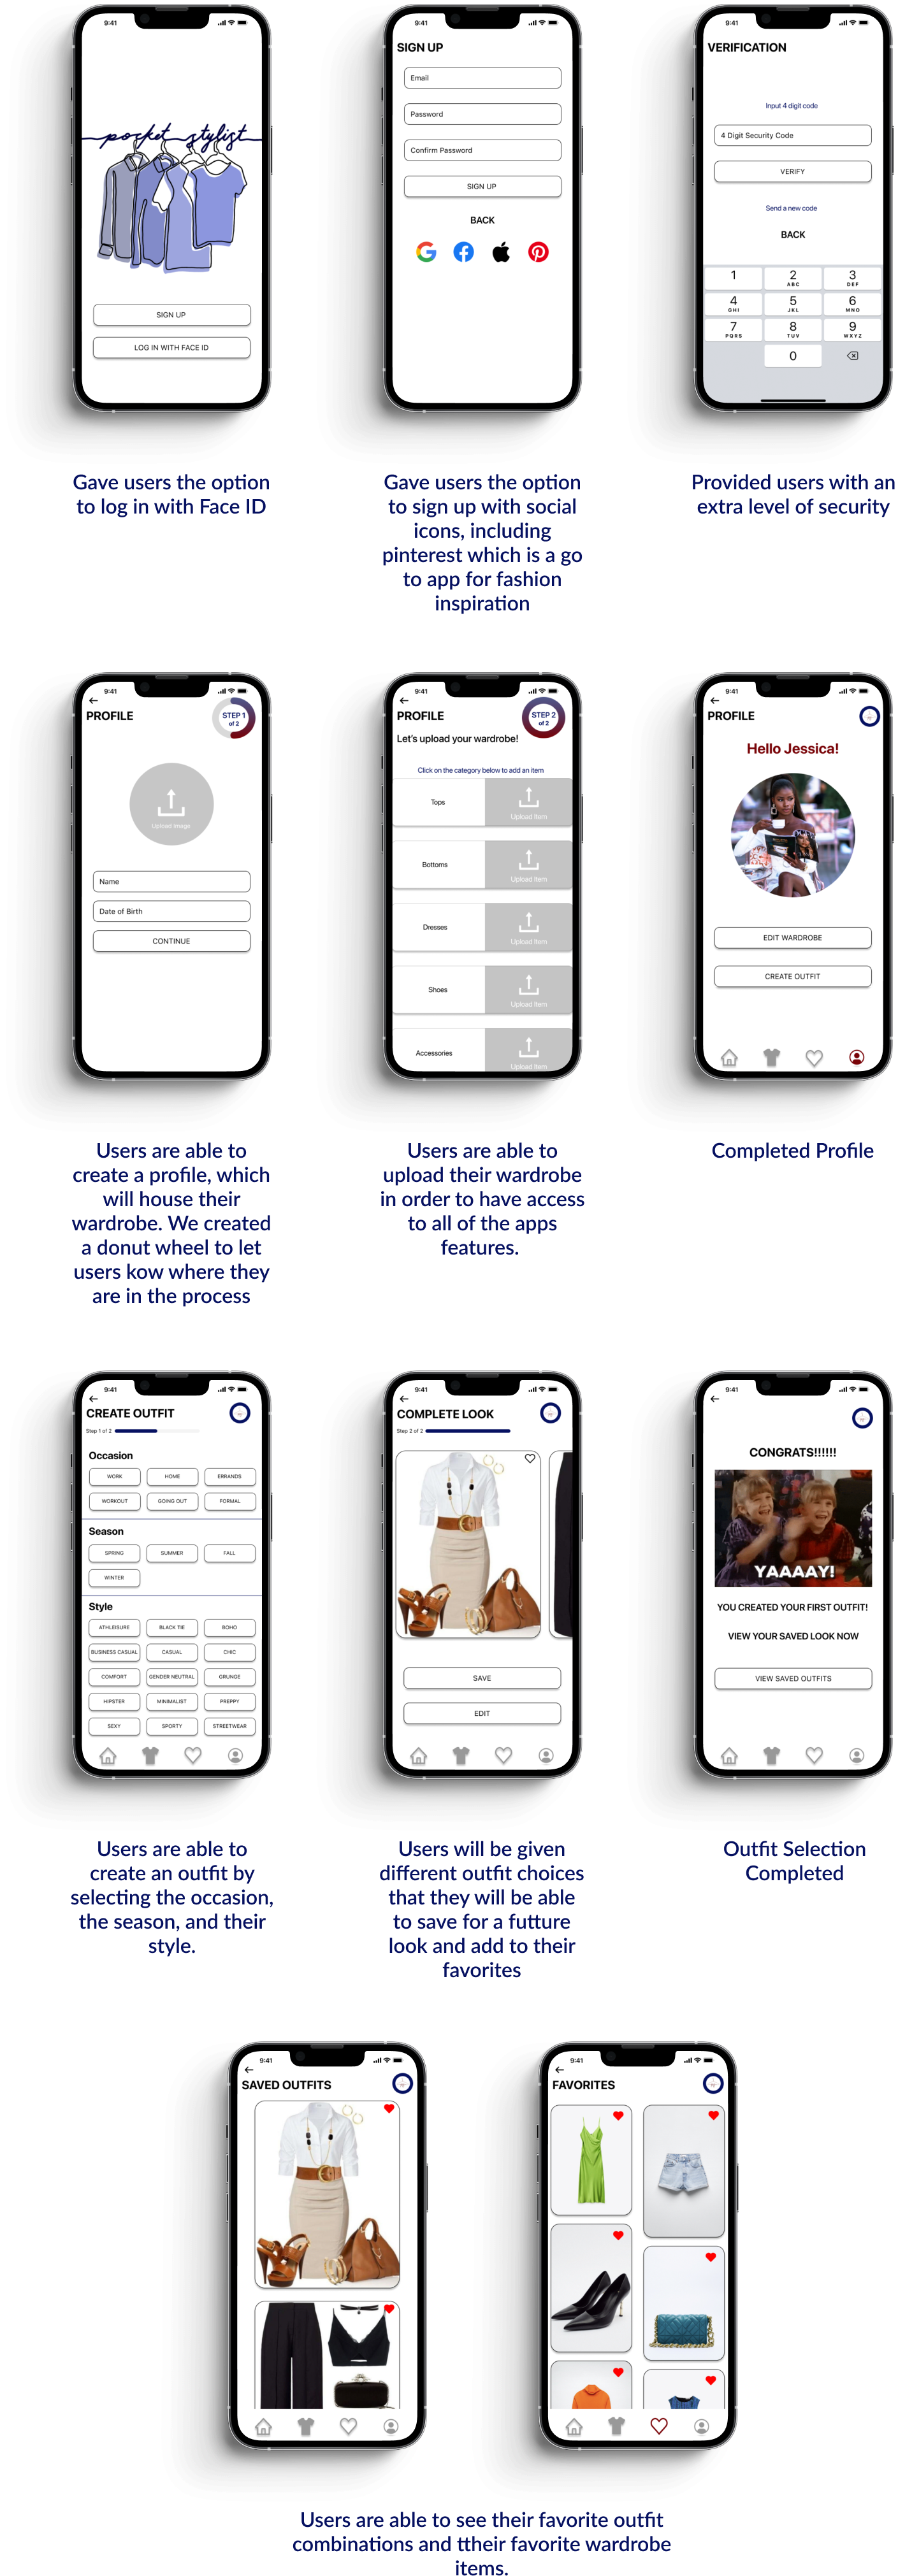 9:41
pocket stylist
SIGN UP
LOG IN WITH FACE ID
9:41
SIGN UP
Email
Password
Confirm Password
SIGN UP
BACK
9:41
VERIFICATION
Input 4 digit code
4 Digit Security Code
VERIFY
Send a new code
BACK
1 2 3
ABC DEF
4 5 6
GHI JKL MNO
7 8 9
PQRS TUV WXYZ
0
Gave users the option
to log in with Face ID
Gave users the option
to sign up with social
icons, including
pinterest which is a go
to app for fashion
inspiration
Provided users with an
extra level of security
9:41
PROFILE
STEP 1
of 2
Upload Image
Name
Date of Birth
CONTINUE
9:41
PROFILE
STEP 2
of 2
Let's upload your wardrobe!
Click on the category below to add an item
Tops
Upload Item
Bottoms
Upload Item
Dresses
Upload Item
Shoes
Upload Item
Accessories
Upload Item
9:41
PROFILE
Hello Jessica!
EDIT WARDROBE
CREATE OUTFIT
Users are able to
create a profile, which
will house their
wardrobe. We created
a donut wheel to let
users kow where they
are in the process
Users are able to
upload their wardrobe
in order to have access
to all of the apps
features.
Completed Profile
9:41
CREATE OUTFIT
Step 1 of 2
Occasion
WORK HOME ERRANDS
WORKOUT GOING OUT FORMAL
Season
SPRING SUMMER FALL
WINTER
Style
ATHLEISURE BLACK TIE BOHO
BUSINESS CASUAL CASUAL CHIC
COMFORT GENDER NEUTRAL GRUNGE
HIPSTER MINIMALIST PREPPY
SEXY SPORTY STREETWEAR
9:41
COMPLETE LOOK
Step 2 of 2
SAVE
EDIT
9:41
CONGRATS!!!!!!
YAAAAY!
YOU CREATED YOUR FIRST OUTFIT!
VIEW YOUR SAVED LOOK NOW
VIEW SAVED OUTFITS
Users are able to
create an outfit by
selecting the occasion,
the season, and their
style.
Users will be given
different outfit choices
that they will be able
to save for a futture
look and add to their
favorites
Outfit Selection
Completed
9:41
SAVED OUTFITS
9:41
FAVORITES
Users are able to see their favorite outfit
combinations and ttheir favorite wardrobe
items.